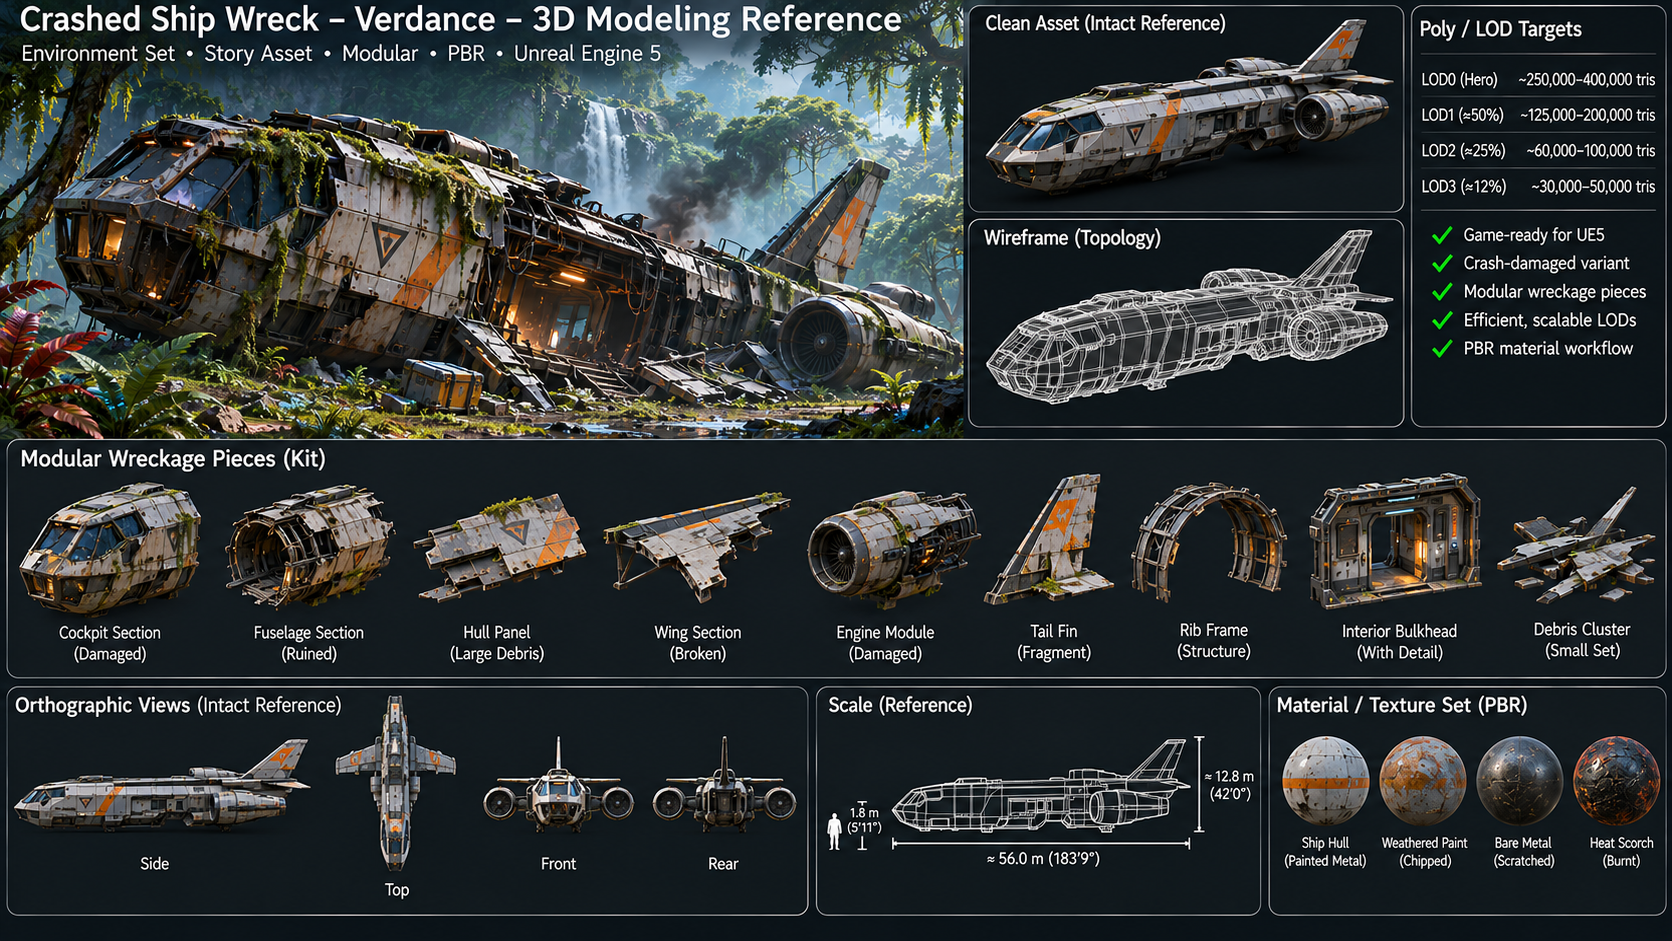 Crashed Ship Wreck – Verdance – 3D Modeling Reference
Environment Set • Story Asset • Modular • PBR • Unreal Engine 5
Clean Asset (Intact Reference)
Wireframe (Topology)
Poly / LOD Targets
LOD0 (Hero) ~250,000–400,000 tris
LOD1 (≈50%) ~125,000–200,000 tris
LOD2 (≈25%) ~60,000–100,000 tris
LOD3 (≈12%) ~30,000–50,000 tris
Game-ready for UE5
Crash-damaged variant
Modular wreckage pieces
Efficient, scalable LODs
PBR material workflow
Modular Wreckage Pieces (Kit)
Cockpit Section
(Damaged)
Fuselage Section
(Ruined)
Hull Panel
(Large Debris)
Wing Section
(Broken)
Engine Module
(Damaged)
Tail Fin
(Fragment)
Rib Frame
(Structure)
Interior Bulkhead
(With Detail)
Debris Cluster
(Small Set)
Orthographic Views (Intact Reference)
Side
Top
Front
Rear
Scale (Reference)
1.8 m
(5'11")
≈ 12.8 m
(42'0")
≈ 56.0 m (183'9")
Material / Texture Set (PBR)
Ship Hull
(Painted Metal)
Weathered Paint
(Chipped)
Bare Metal
(Scratched)
Heat Scorch
(Burnt)